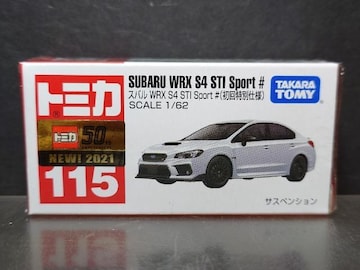 トミカ
トミカ 50th
NEW! 2021
115
SUBARU WRX S4 STI Sport #
スバル WRX S4 STI Sport #(初回特別仕様)
SCALE 1/62
TAKARA
TOMY
サスペンション